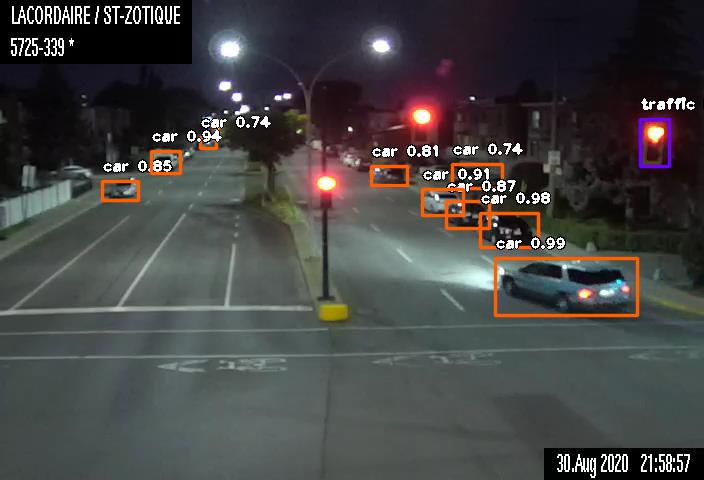 LACORDAIRE / ST-ZOTIQUE
5725-339 *
car 0.74
car 0.94
car 0.85
traffic
car 0.81
car 0.74
car 0.91
car 0.87
car 0.98
car 0.99
30.Aug 2020 21:58:57